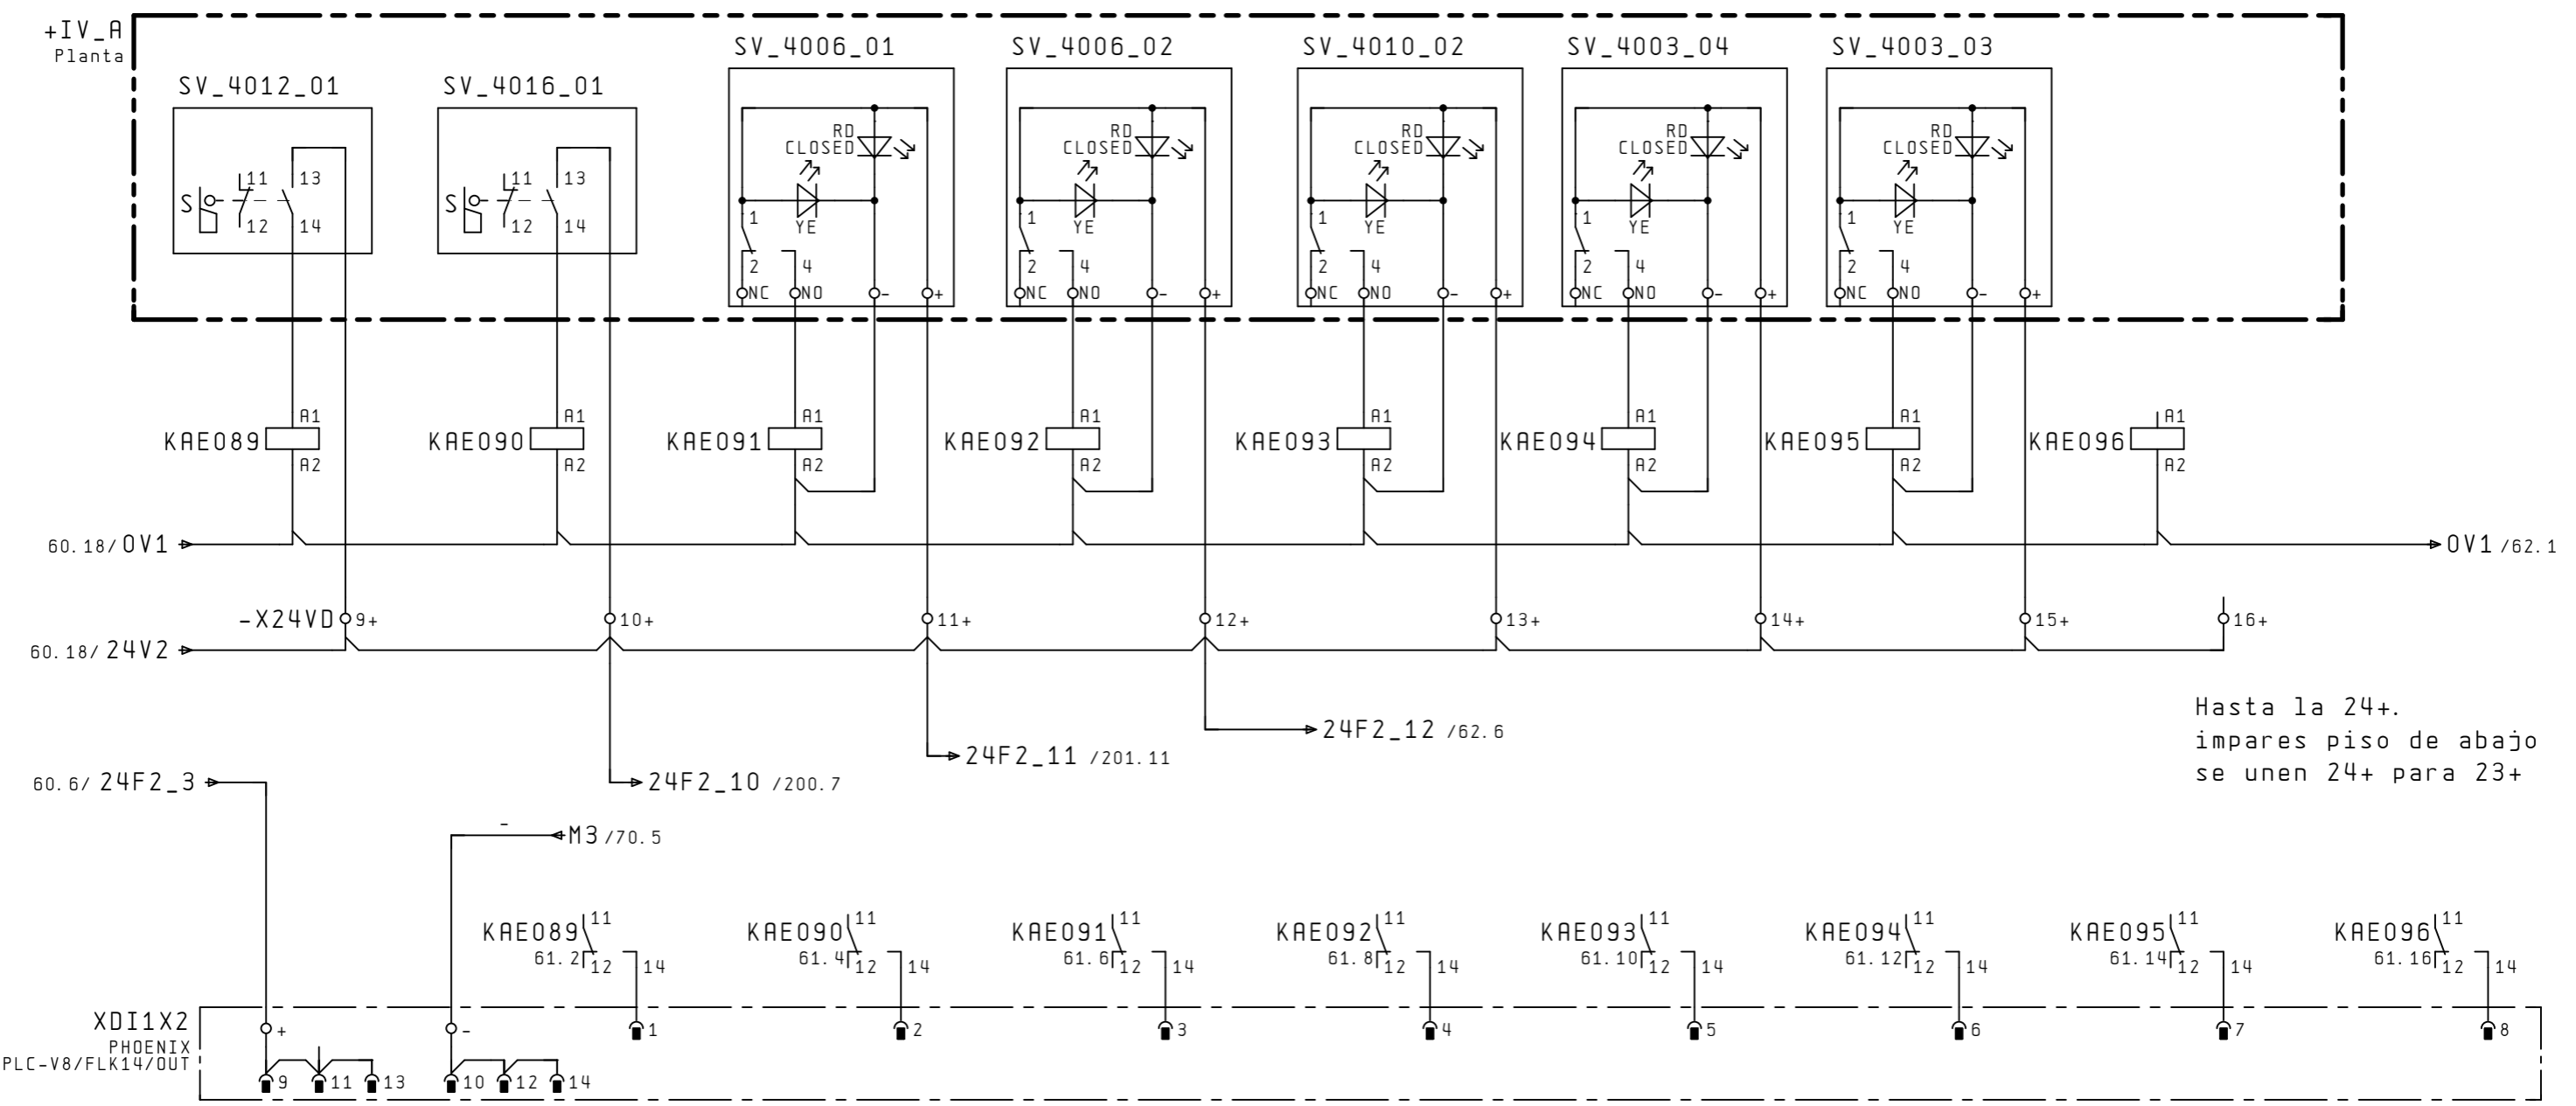 +IV_A
Planta
SV_4012_01
SV_4016_01
SV_4006_01
SV_4006_02
SV_4010_02
SV_4003_04
SV_4003_03
S 11 13
12 14
S 11 13
12 14
RD
CLOSED
YE
1
2 4
NC NO - +
RD
CLOSED
YE
1
2 4
NC NO - +
RD
CLOSED
YE
1
2 4
NC NO - +
RD
CLOSED
YE
1
2 4
NC NO - +
RD
CLOSED
YE
1
2 4
NC NO - +
KAE089 A1 A2
KAE090 A1 A2
KAE091 A1 A2
KAE092 A1 A2
KAE093 A1 A2
KAE094 A1 A2
KAE095 A1 A2
KAE096 A1 A2
60.18/0V1
0V1 /62.1
-X24VD 9+ 10+ 11+ 12+ 13+ 14+ 15+ 16+
60.18/ 24V2
24F2_12 /62.6
24F2_11 /201.11
60.6/ 24F2_3
24F2_10 /200.7
Hasta la 24+.
impares piso de abajo
se unen 24+ para 23+
- M3 /70.5
KAE089 11
61.2 12 14
KAE090 11
61.4 12 14
KAE091 11
61.6 12 14
KAE092 11
61.8 12 14
KAE093 11
61.10 12 14
KAE094 11
61.12 12 14
KAE095 11
61.14 12 14
KAE096 11
61.16 12 14
XDI1X2
PHOENIX
PLC-V8/FLK14/OUT
+ - 1 2 3 4 5 6 7 8
9 11 13 10 12 14